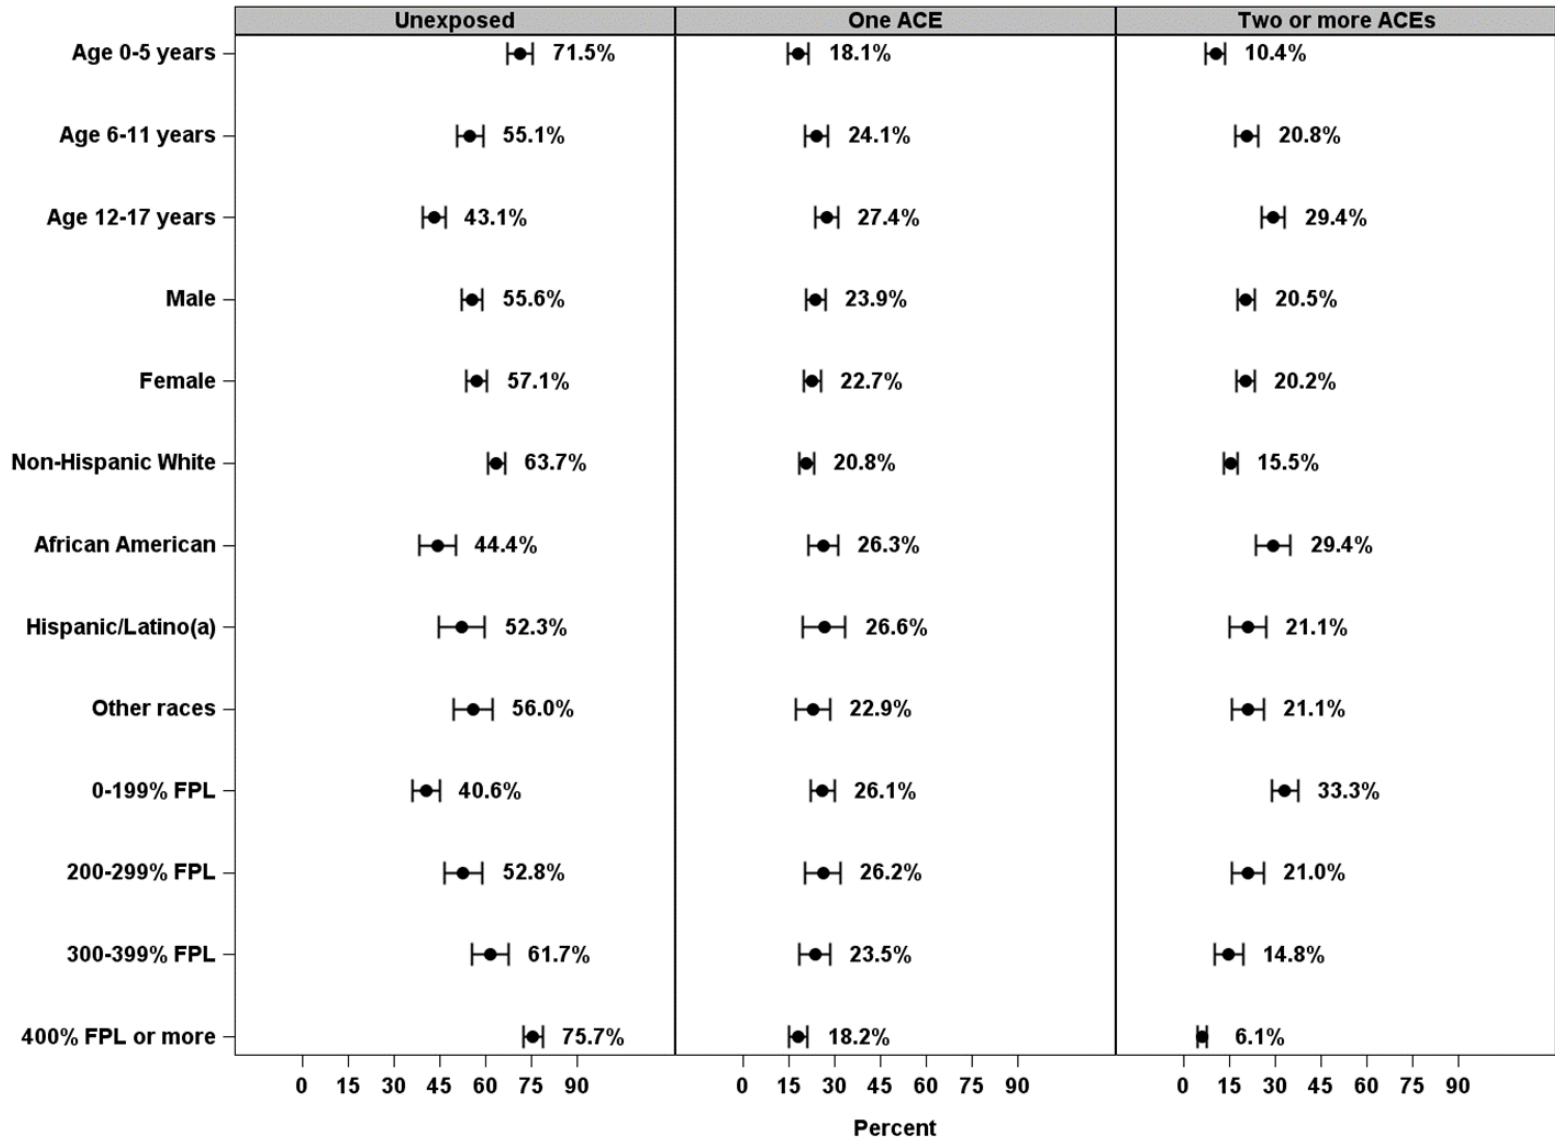 Unexposed One ACE Two or more ACEs
Age 0-5 years 71.5% 18.1% 10.4%
Age 6-11 years 55.1% 24.1% 20.8%
Age 12-17 years 43.1% 27.4% 29.4%
Male 55.6% 23.9% 20.5%
Female 57.1% 22.7% 20.2%
Non-Hispanic White 63.7% 20.8% 15.5%
African American 44.4% 26.3% 29.4%
Hispanic/Latino(a) 52.3% 26.6% 21.1%
Other races 56.0% 22.9% 21.1%
0-199% FPL 40.6% 26.1% 33.3%
200-299% FPL 52.8% 26.2% 21.0%
300-399% FPL 61.7% 23.5% 14.8%
400% FPL or more 75.7% 18.2% 6.1%
0 15 30 45 60 75 90 0 15 30 45 60 75 90 0 15 30 45 60 75 90
Percent